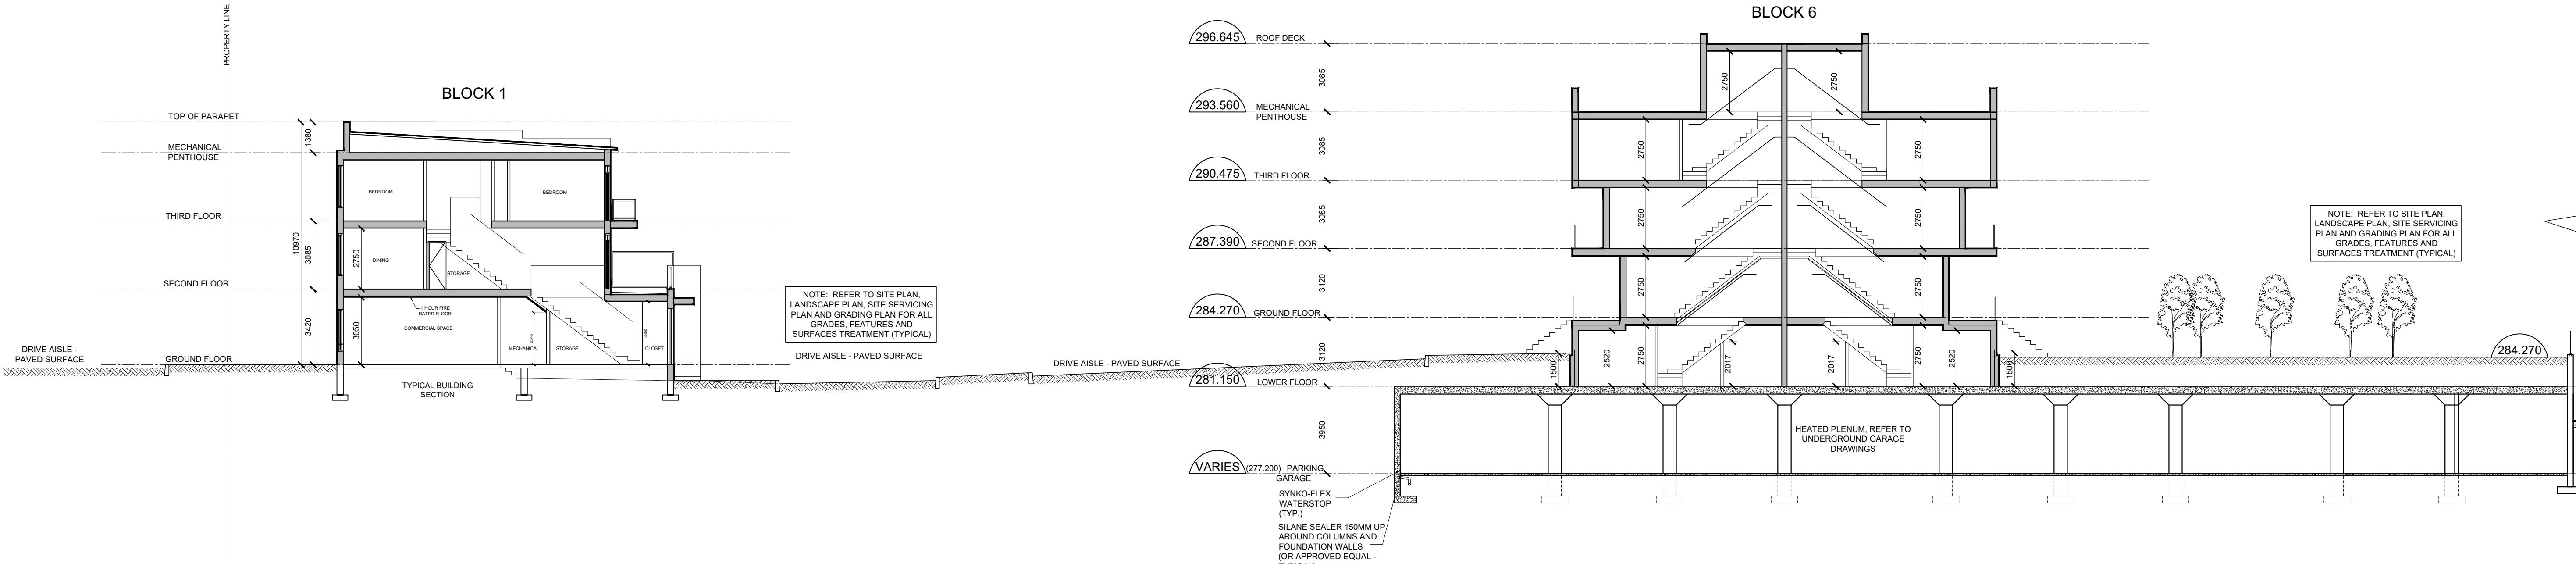 PROPERTY LINE
BLOCK 1
TOP OF PARAPET
MECHANICAL
PENTHOUSE
THIRD FLOOR
SECOND FLOOR
GROUND FLOOR
1380
10970
3085
2750
3420
3050
BEDROOM
BEDROOM
DINING
STORAGE
1 HOUR FIRE
RATED FLOOR
COMMERCIAL SPACE
MECHANICAL
STORAGE
CLOSET
DRIVE AISLE -
PAVED SURFACE
TYPICAL BUILDING
SECTION
NOTE: REFER TO SITE PLAN,
LANDSCAPE PLAN, SITE SERVICING
PLAN AND GRADING PLAN FOR ALL
GRADES, FEATURES AND
SURFACES TREATMENT (TYPICAL)
DRIVE AISLE - PAVED SURFACE
DRIVE AISLE - PAVED SURFACE
BLOCK 6
296.645 ROOF DECK
3085
293.560 MECHANICAL
PENTHOUSE
3085
290.475 THIRD FLOOR
3085
287.390 SECOND FLOOR
3120
284.270 GROUND FLOOR
3120
281.150 LOWER FLOOR
3950
VARIES (277.200) PARKING
GARAGE
SYNKO-FLEX
WATERSTOP
(TYP.)
SILANE SEALER 150MM UP
AROUND COLUMNS AND
FOUNDATION WALLS
(OR APPROVED EQUAL -
2750 2750
2750 2750
2750 2750
2750 2750
1500 2520 2750 2017 2017 2750 2520 1500
HEATED PLENUM, REFER TO
UNDERGROUND GARAGE
DRAWINGS
NOTE: REFER TO SITE PLAN,
LANDSCAPE PLAN, SITE SERVICING
PLAN AND GRADING PLAN FOR ALL
GRADES, FEATURES AND
SURFACES TREATMENT (TYPICAL)
284.270